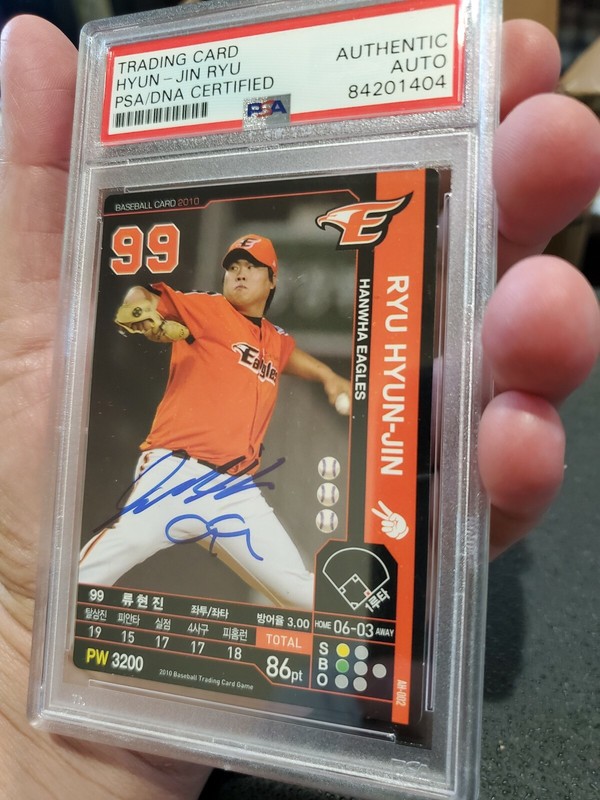 TRADING CARD
HYUN-JIN RYU
PSA/DNA CERTIFIED
AUTHENTIC
AUTO
84201404
PSA
BASEBALL CARD 2010
99
E
RYU HYUN-JIN
HANWHA EAGLES
Eagles
99
1루타
99 류현진 좌투/좌타 방어율 3.00
탈삼진 피안타 실점 4사구 피홈런
19 15 17 17 18
TOTAL
86pt
PW 3200
2010 Baseball Trading Card Game
HOME 06-03 AWAY
S
B
O
AH-002